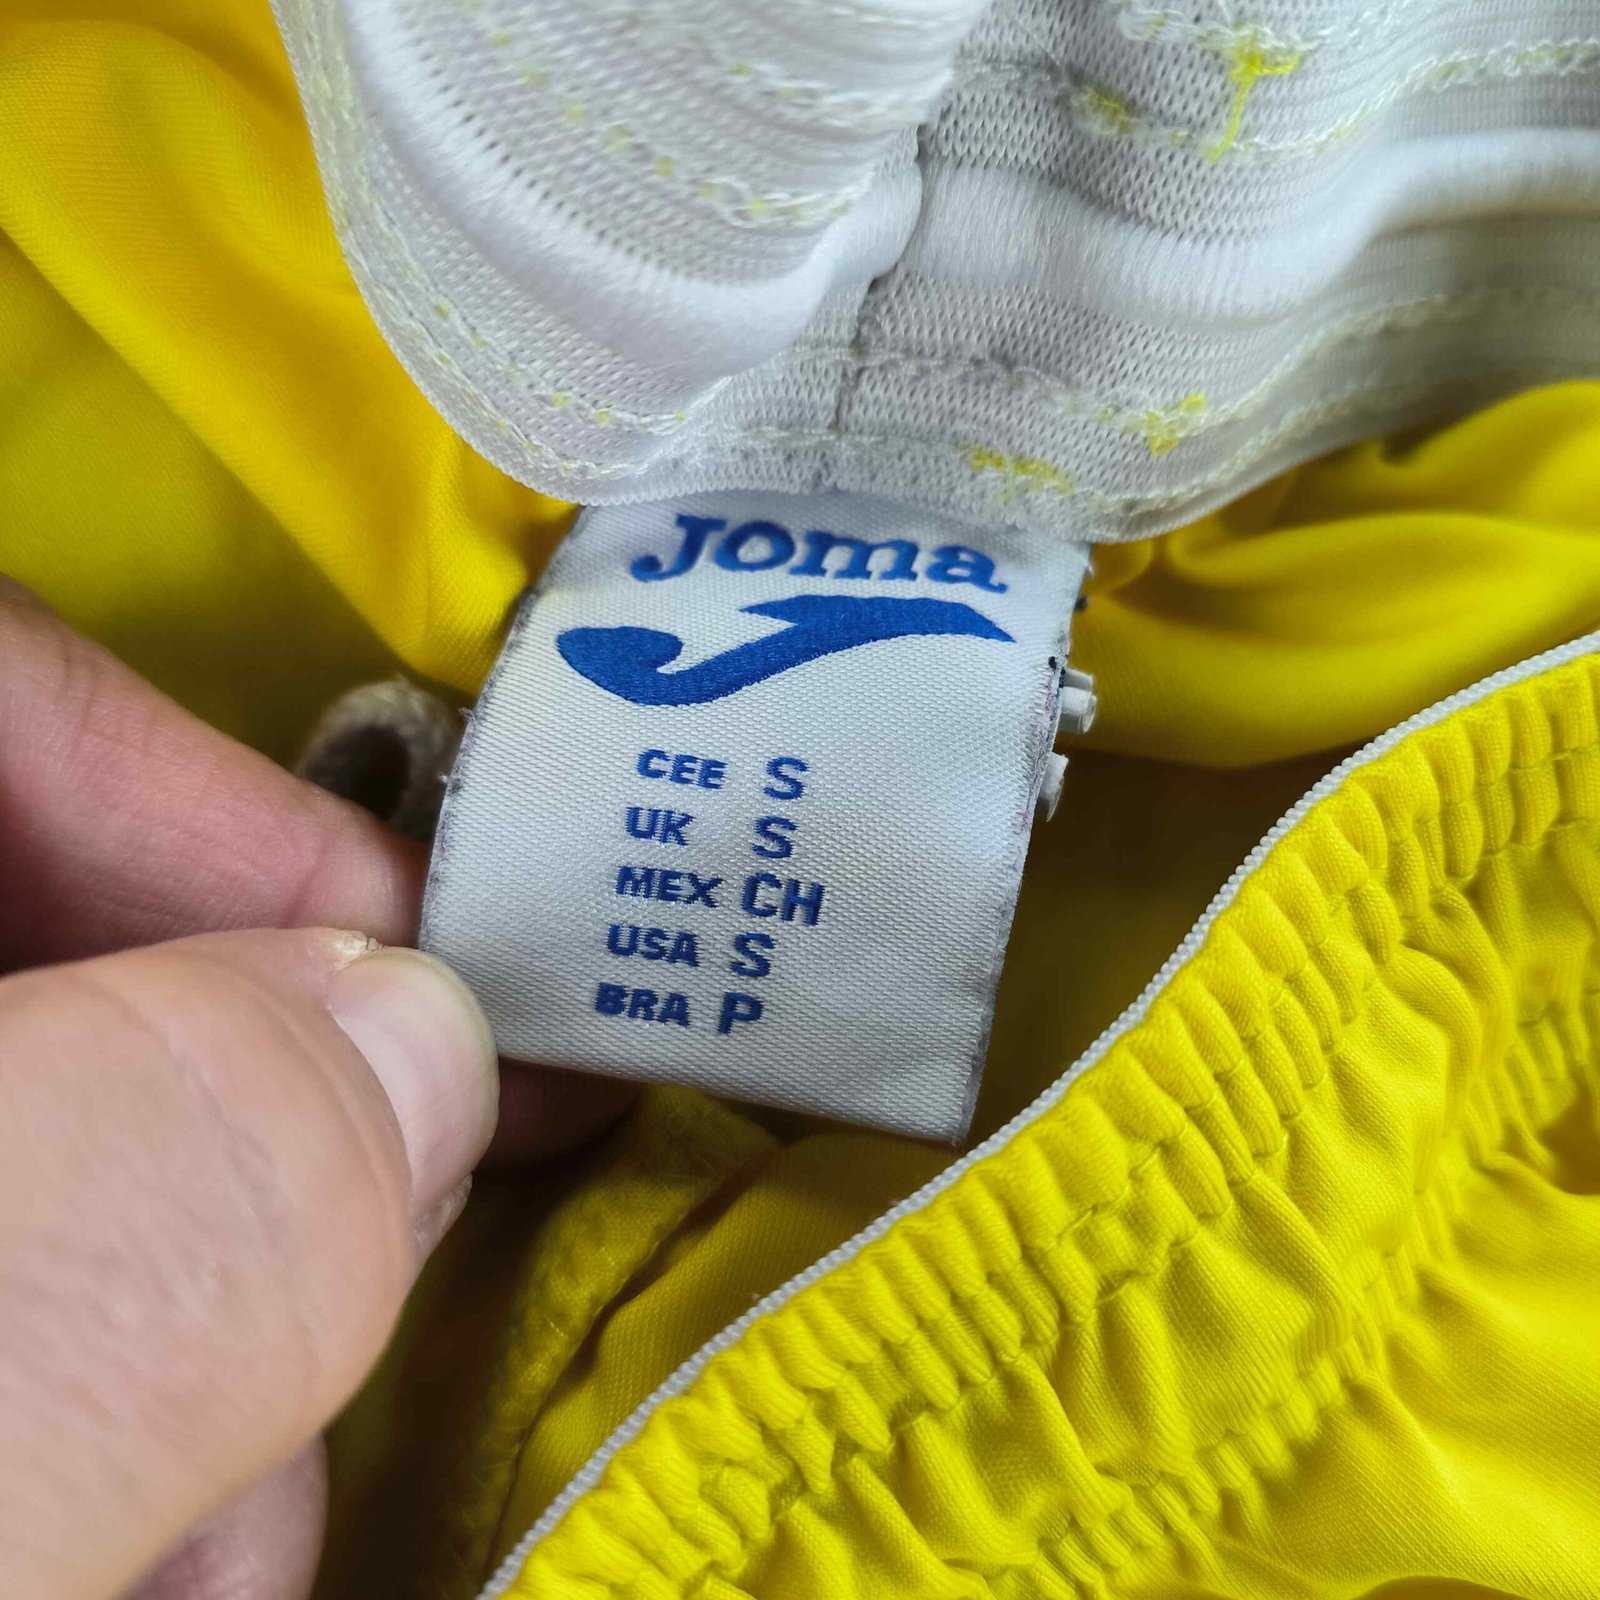 Joma
CEE S
UK S
MEX CH
USA S
BRA P